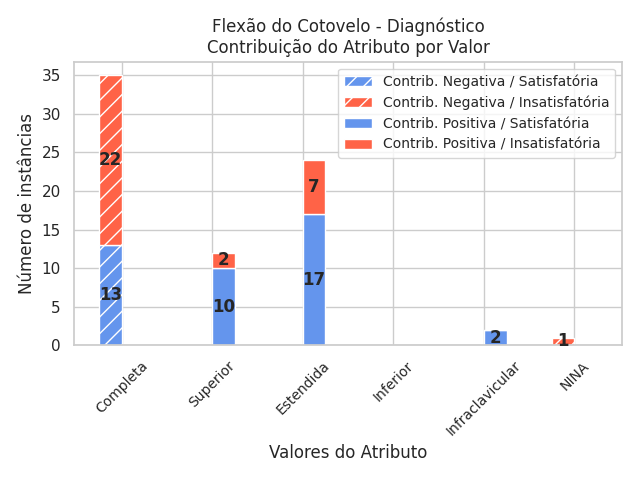 Flexão do Cotovelo - Diagnóstico
Contribuição do Atributo por Valor
Contrib. Negativa / Satisfatória
Contrib. Negativa / Insatisfatória
Contrib. Positiva / Satisfatória
Contrib. Positiva / Insatisfatória
Número de instâncias
35
30
25
20
15
10
5
0
22
13
2
10
7
17
2
1
Completa
Superior
Estendida
Inferior
Infraclavicular
NINA
Valores do Atributo